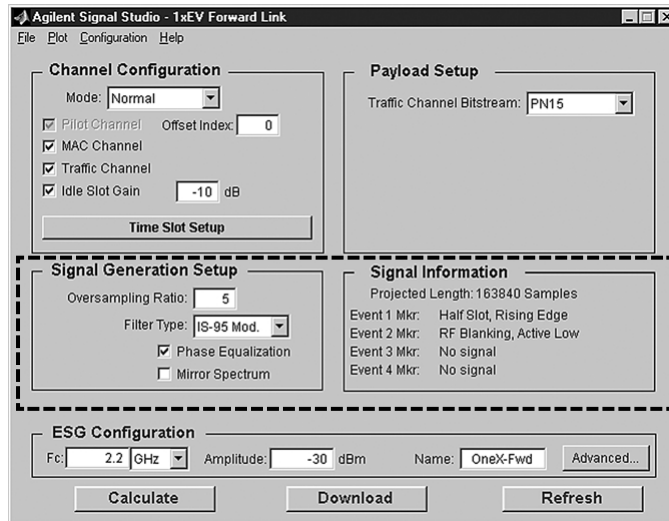 Agilent Signal Studio - 1xEV Forward Link
File Plot Configuration Help
Channel Configuration
Mode: Normal
Pilot Channel Offset Index: 0
MAC Channel
Traffic Channel
Idle Slot Gain -10 dB
Time Slot Setup
Payload Setup
Traffic Channel Bitstream: PN15
Signal Generation Setup
Oversampling Ratio: 5
Filter Type: IS-95 Mod.
Phase Equalization
Mirror Spectrum
Signal Information
Projected Length: 163840 Samples
Event 1 Mkr: Half Slot, Rising Edge
Event 2 Mkr: RF Blanking, Active Low
Event 3 Mkr: No signal
Event 4 Mkr: No signal
ESG Configuration
Fc: 2.2 GHz Amplitude: -30 dBm Name: OneX-Fwd Advanced...
Calculate Download Refresh